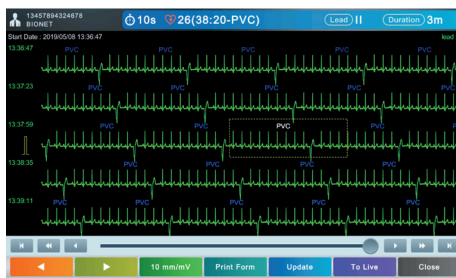 13457894324678
BIONET
10s 26(38:20-PVC) Lead II Duration 3m
Start Date : 2019/05/08 13:36:47 lead
13:36:47 PVC PVC PVC PVC PVC
13:37:23 PVC PVC PVC PVC
13:37:59 PVC PVC PVC PVC
13:38:35 PVC PVC PVC PVC
13:39:11 PVC PVC PVC PVC PVC
10 mm/mV Print Form Update To Live Close